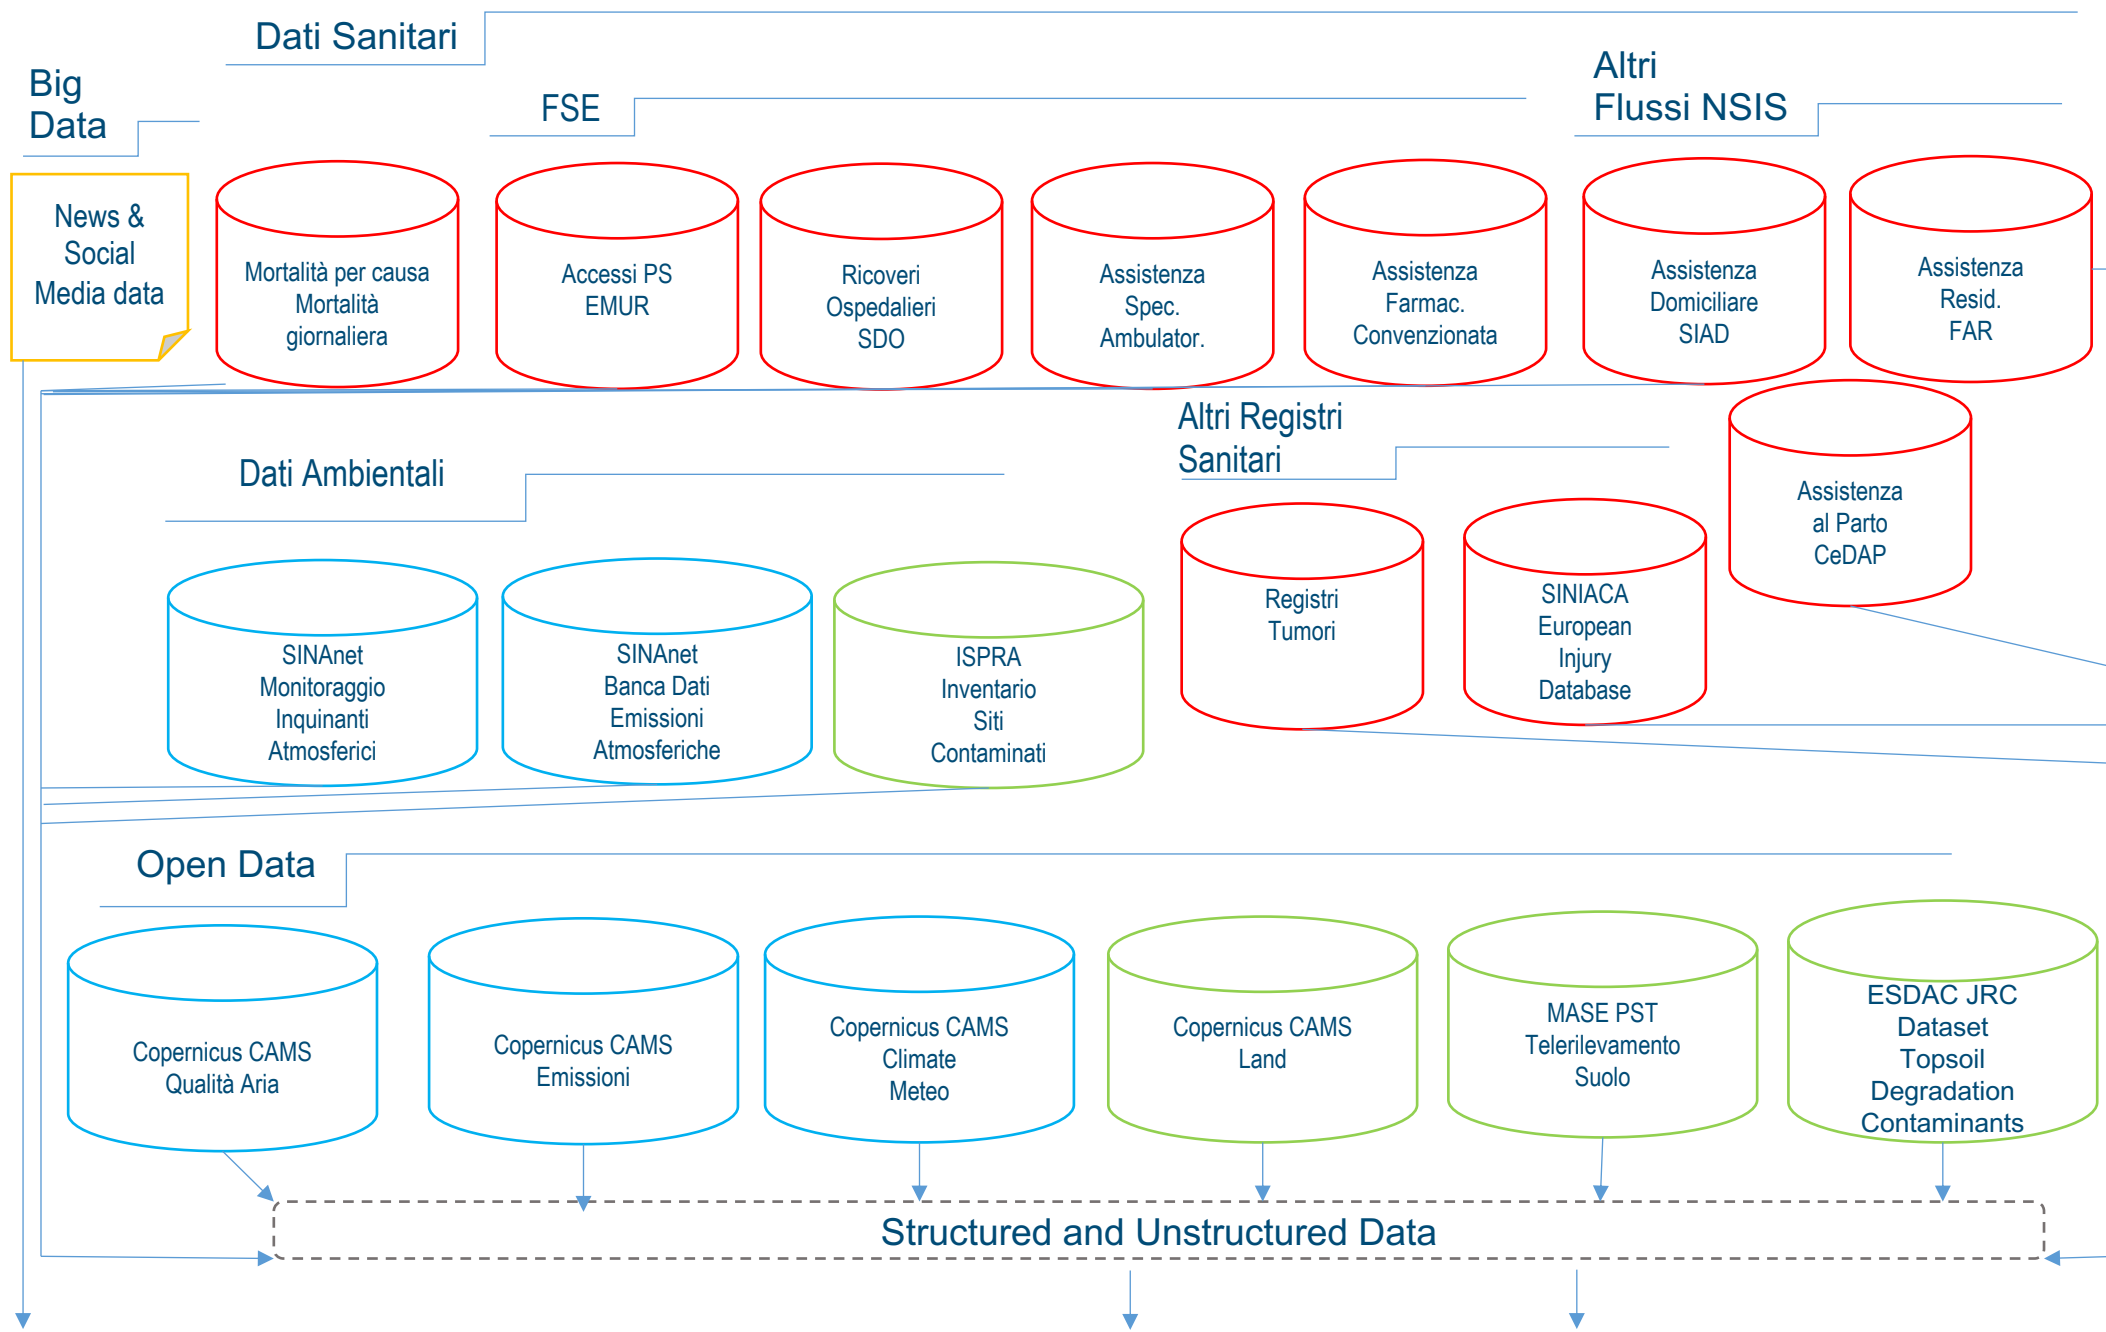 Dati Sanitari
Big
Data
FSE
Altri
Flussi NSIS
News &
Social
Media data
Mortalità per causa
Mortalità
giornaliera
Accessi PS
EMUR
Ricoveri
Ospedalieri
SDO
Assistenza
Spec.
Ambulator.
Assistenza
Farmac.
Convenzionata
Assistenza
Domiciliare
SIAD
Assistenza
Resid.
FAR
Altri Registri
Sanitari
Dati Ambientali
Assistenza
al Parto
CeDAP
Registri
Tumori
SINIACA
European
Injury
Database
SINAnet
Monitoraggio
Inquinanti
Atmosferici
SINAnet
Banca Dati
Emissioni
Atmosferiche
ISPRA
Inventario
Siti
Contaminati
Open Data
Copernicus CAMS
Qualità Aria
Copernicus CAMS
Emissioni
Copernicus CAMS
Climate
Meteo
Copernicus CAMS
Land
MASE PST
Telerilevamento
Suolo
ESDAC JRC
Dataset
Topsoil
Degradation
Contaminants
Structured and Unstructured Data